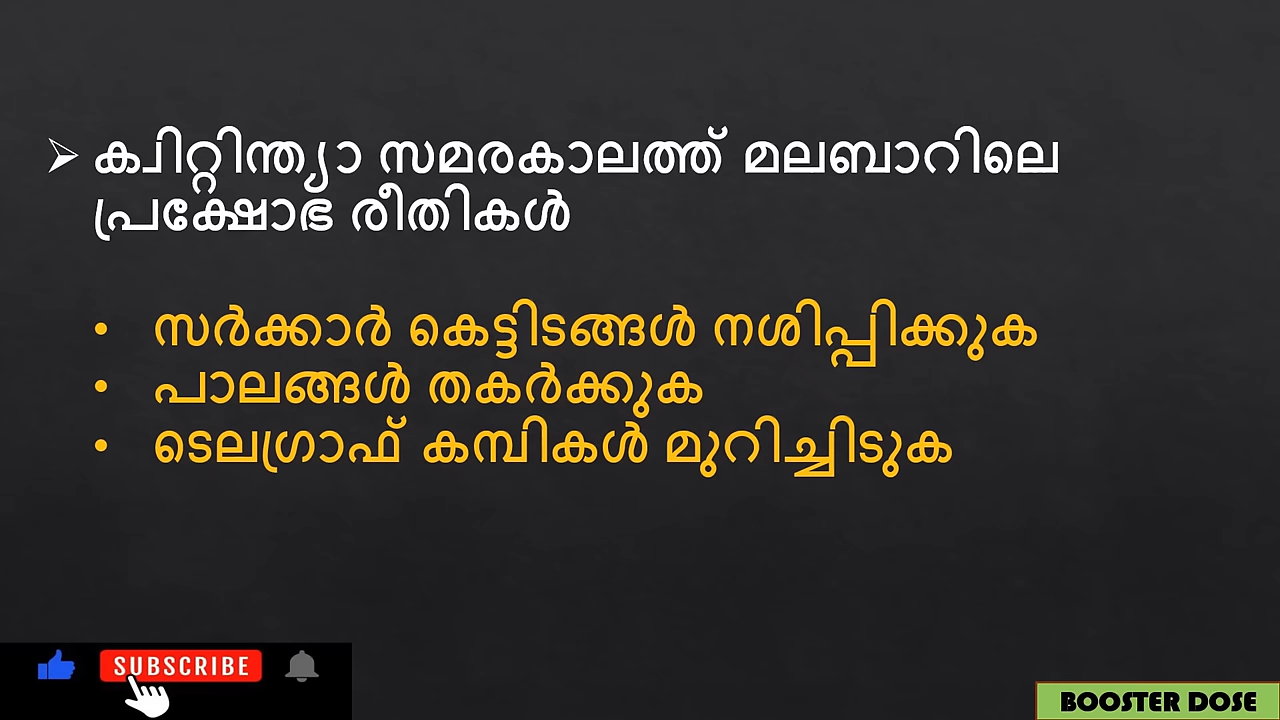 ➢ ക്വിറ്റിന്ത്യാ സമരകാലത്ത് മലബാറിലെ
പ്രക്ഷോഭ രീതികൾ
• സർക്കാർ കെട്ടിടങ്ങൾ നശിപ്പിക്കുക
• പാലങ്ങൾ തകർക്കുക
• ടെലഗ്രാഫ് കമ്പികൾ മുറിച്ചിടുക
SUBSCRIBE
BOOSTER DOSE